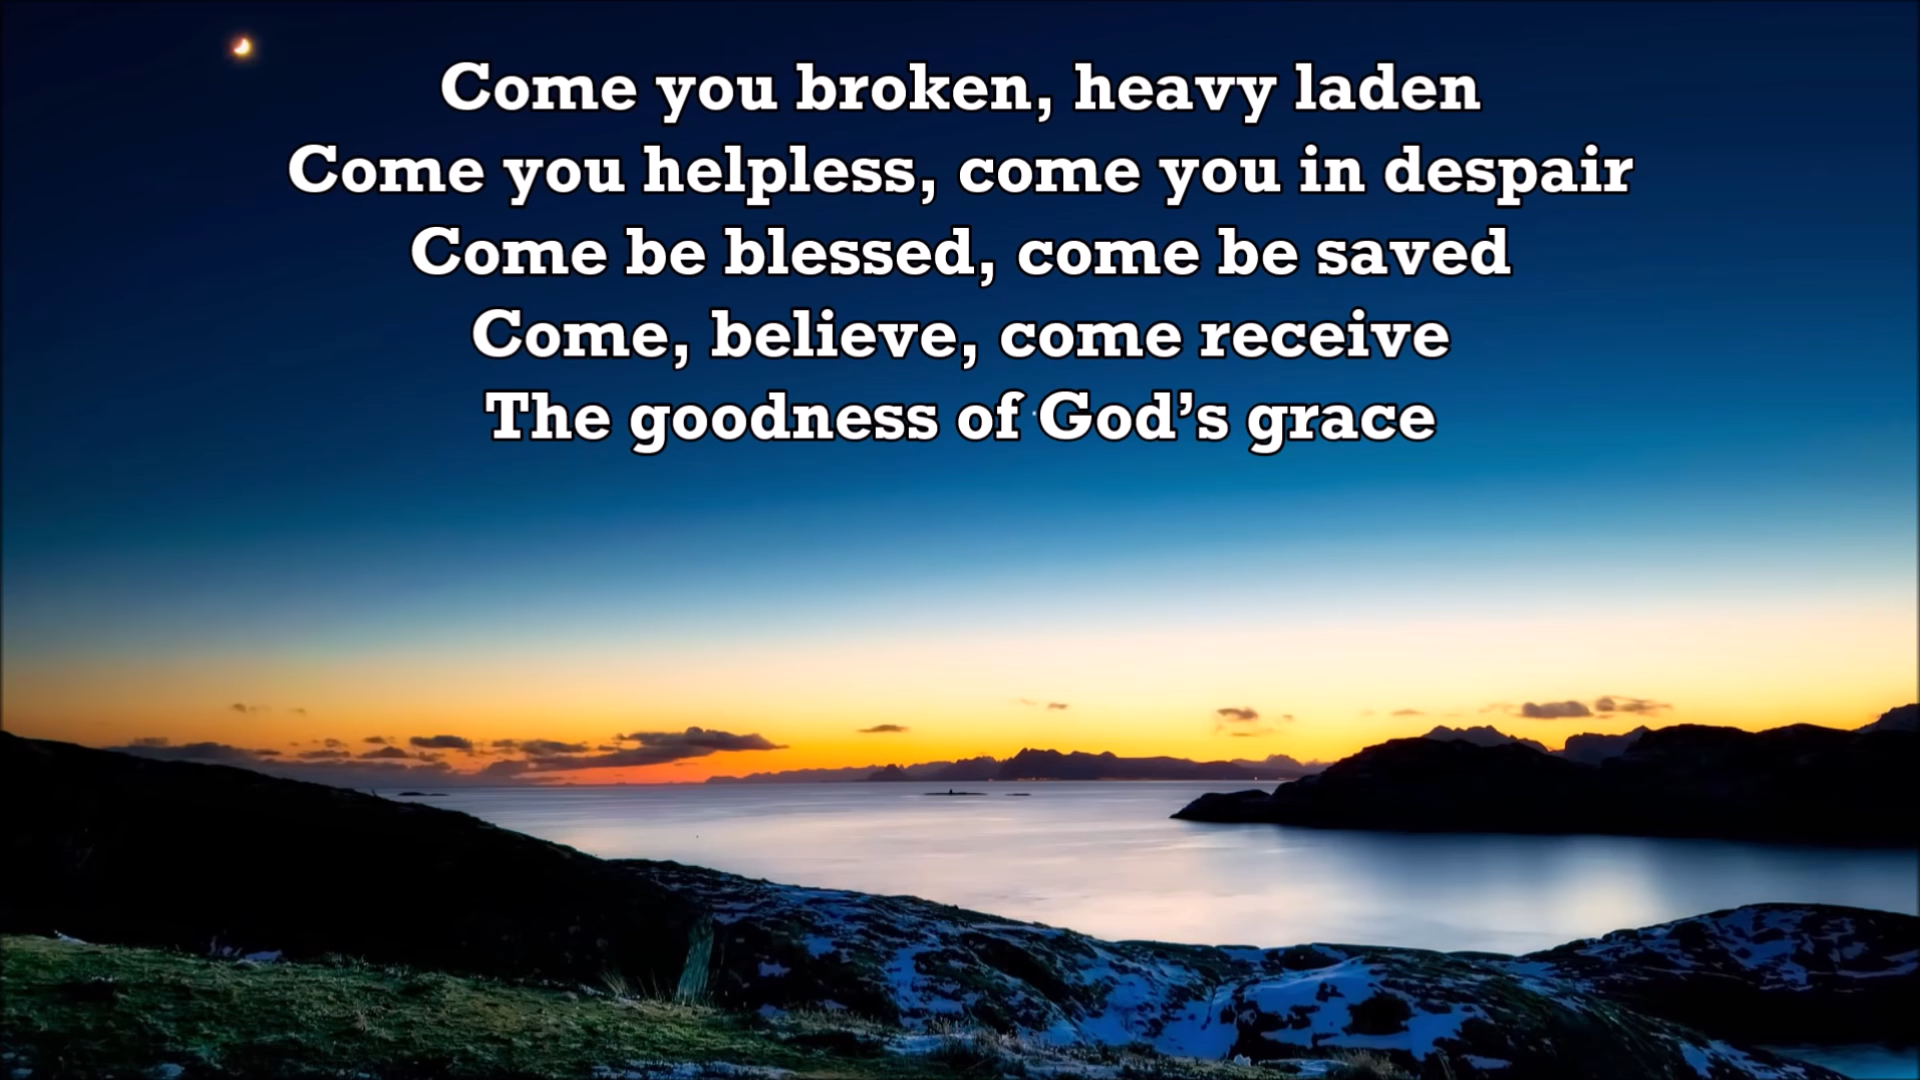 Come you broken, heavy laden
Come you helpless, come you in despair
Come be blessed, come be saved
Come, believe, come receive
The goodness of God’s grace